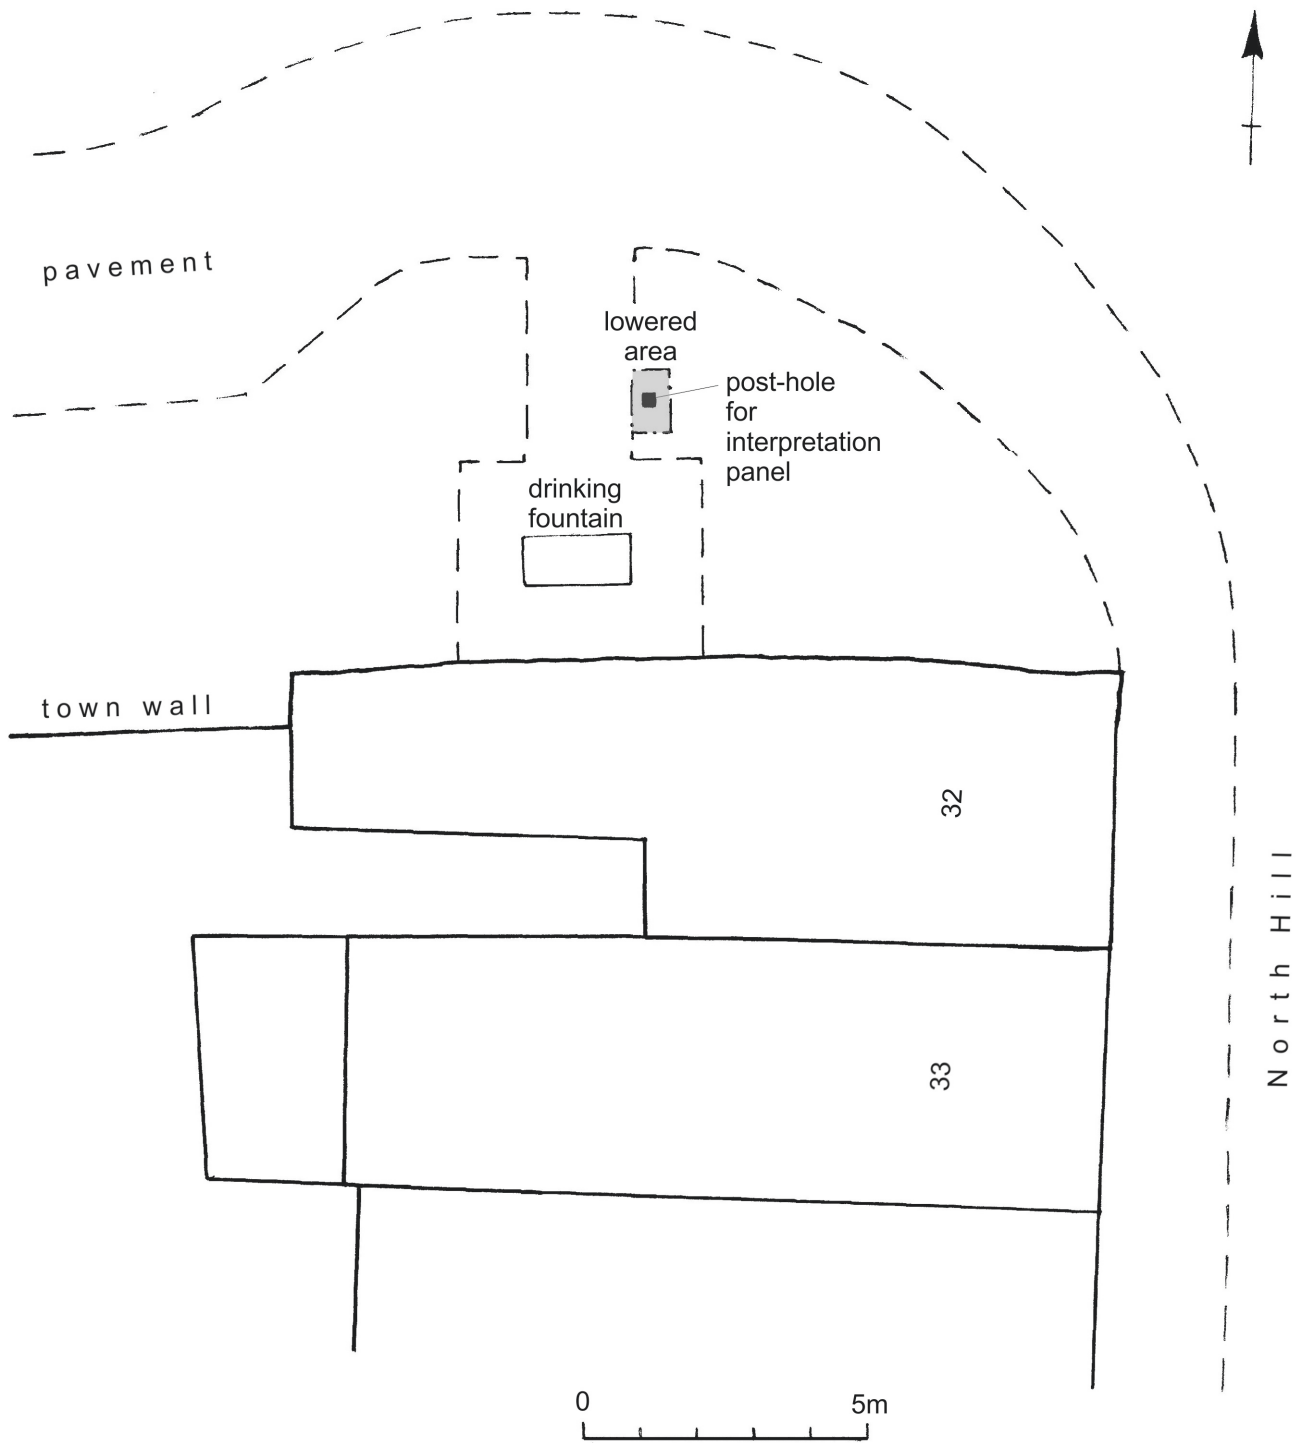 pavement
lowered
area
post-hole
for
interpretation
panel
drinking
fountain
town wall
32
North Hill
33
0 5m